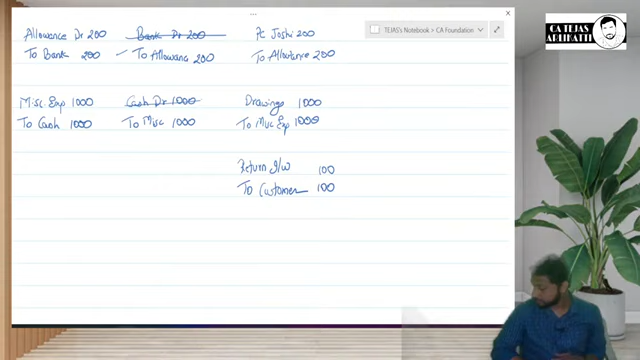 Allowance Dr 200
To Bank 200
Bank Dr 200
To Allowanc 200
Pc Joshi 200
To Allowance 200
Misc. Exp 1000
To Cash 1000
Cash Dr 1000
To Misc 1000
Drawings 1000
To Misc Exp 1000
Return I/W 100
To Customer 100
TEJAS's Notebook > CA Foundation
CA TEJAS